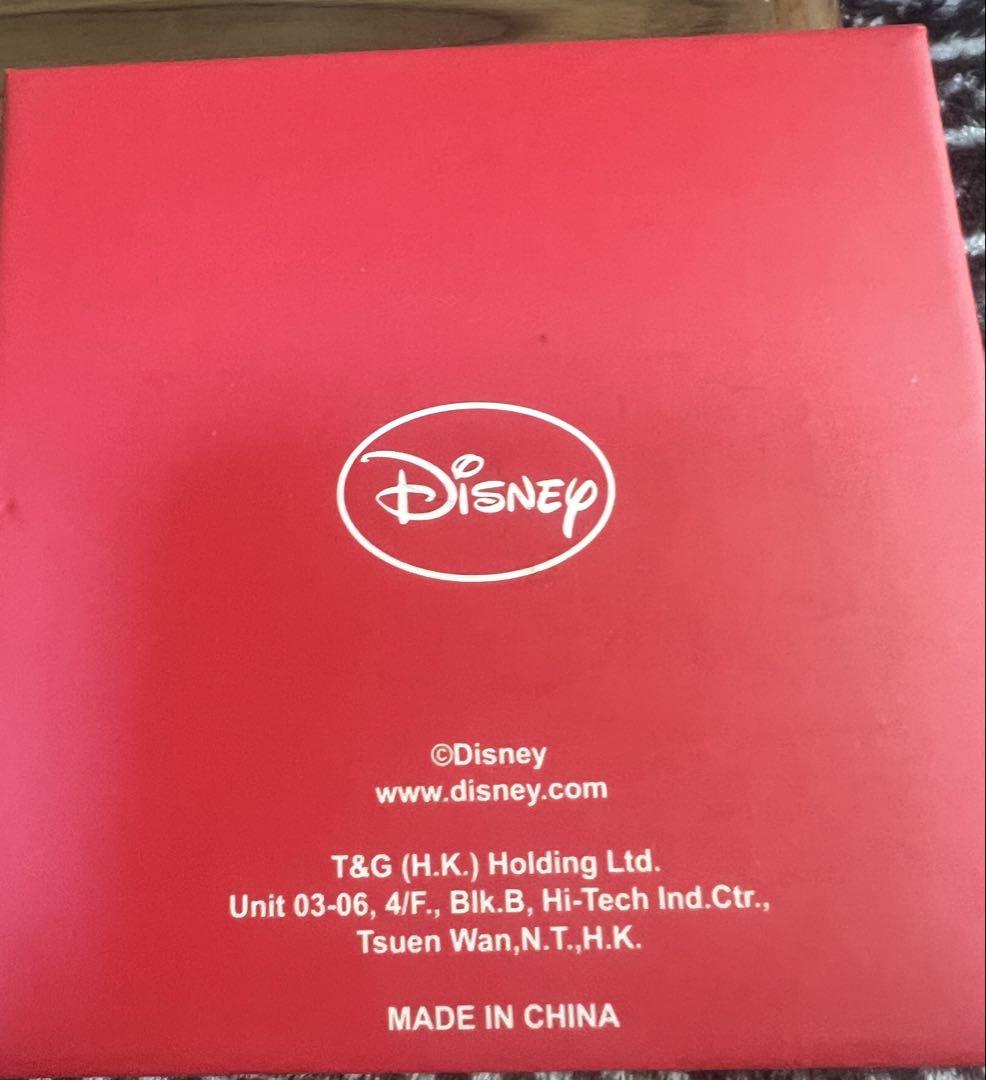 Disney
©Disney
www.disney.com
T&G (H.K.) Holding Ltd.
Unit 03-06, 4/F., Blk.B, Hi-Tech Ind.Ctr.,
Tsuen Wan,N.T.,H.K.
MADE IN CHINA